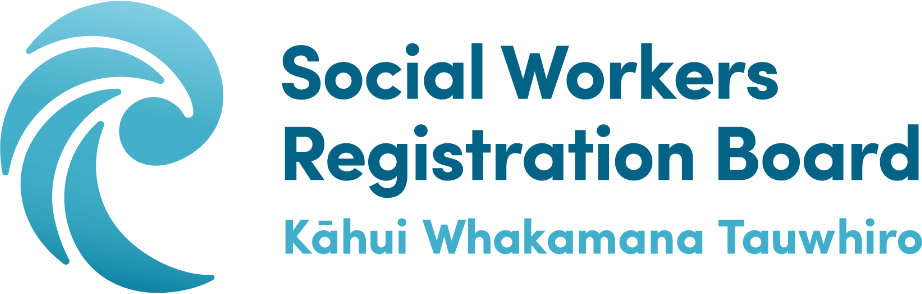 Social Workers
Registration Board
Kāhui Whakamana Tauwhiro